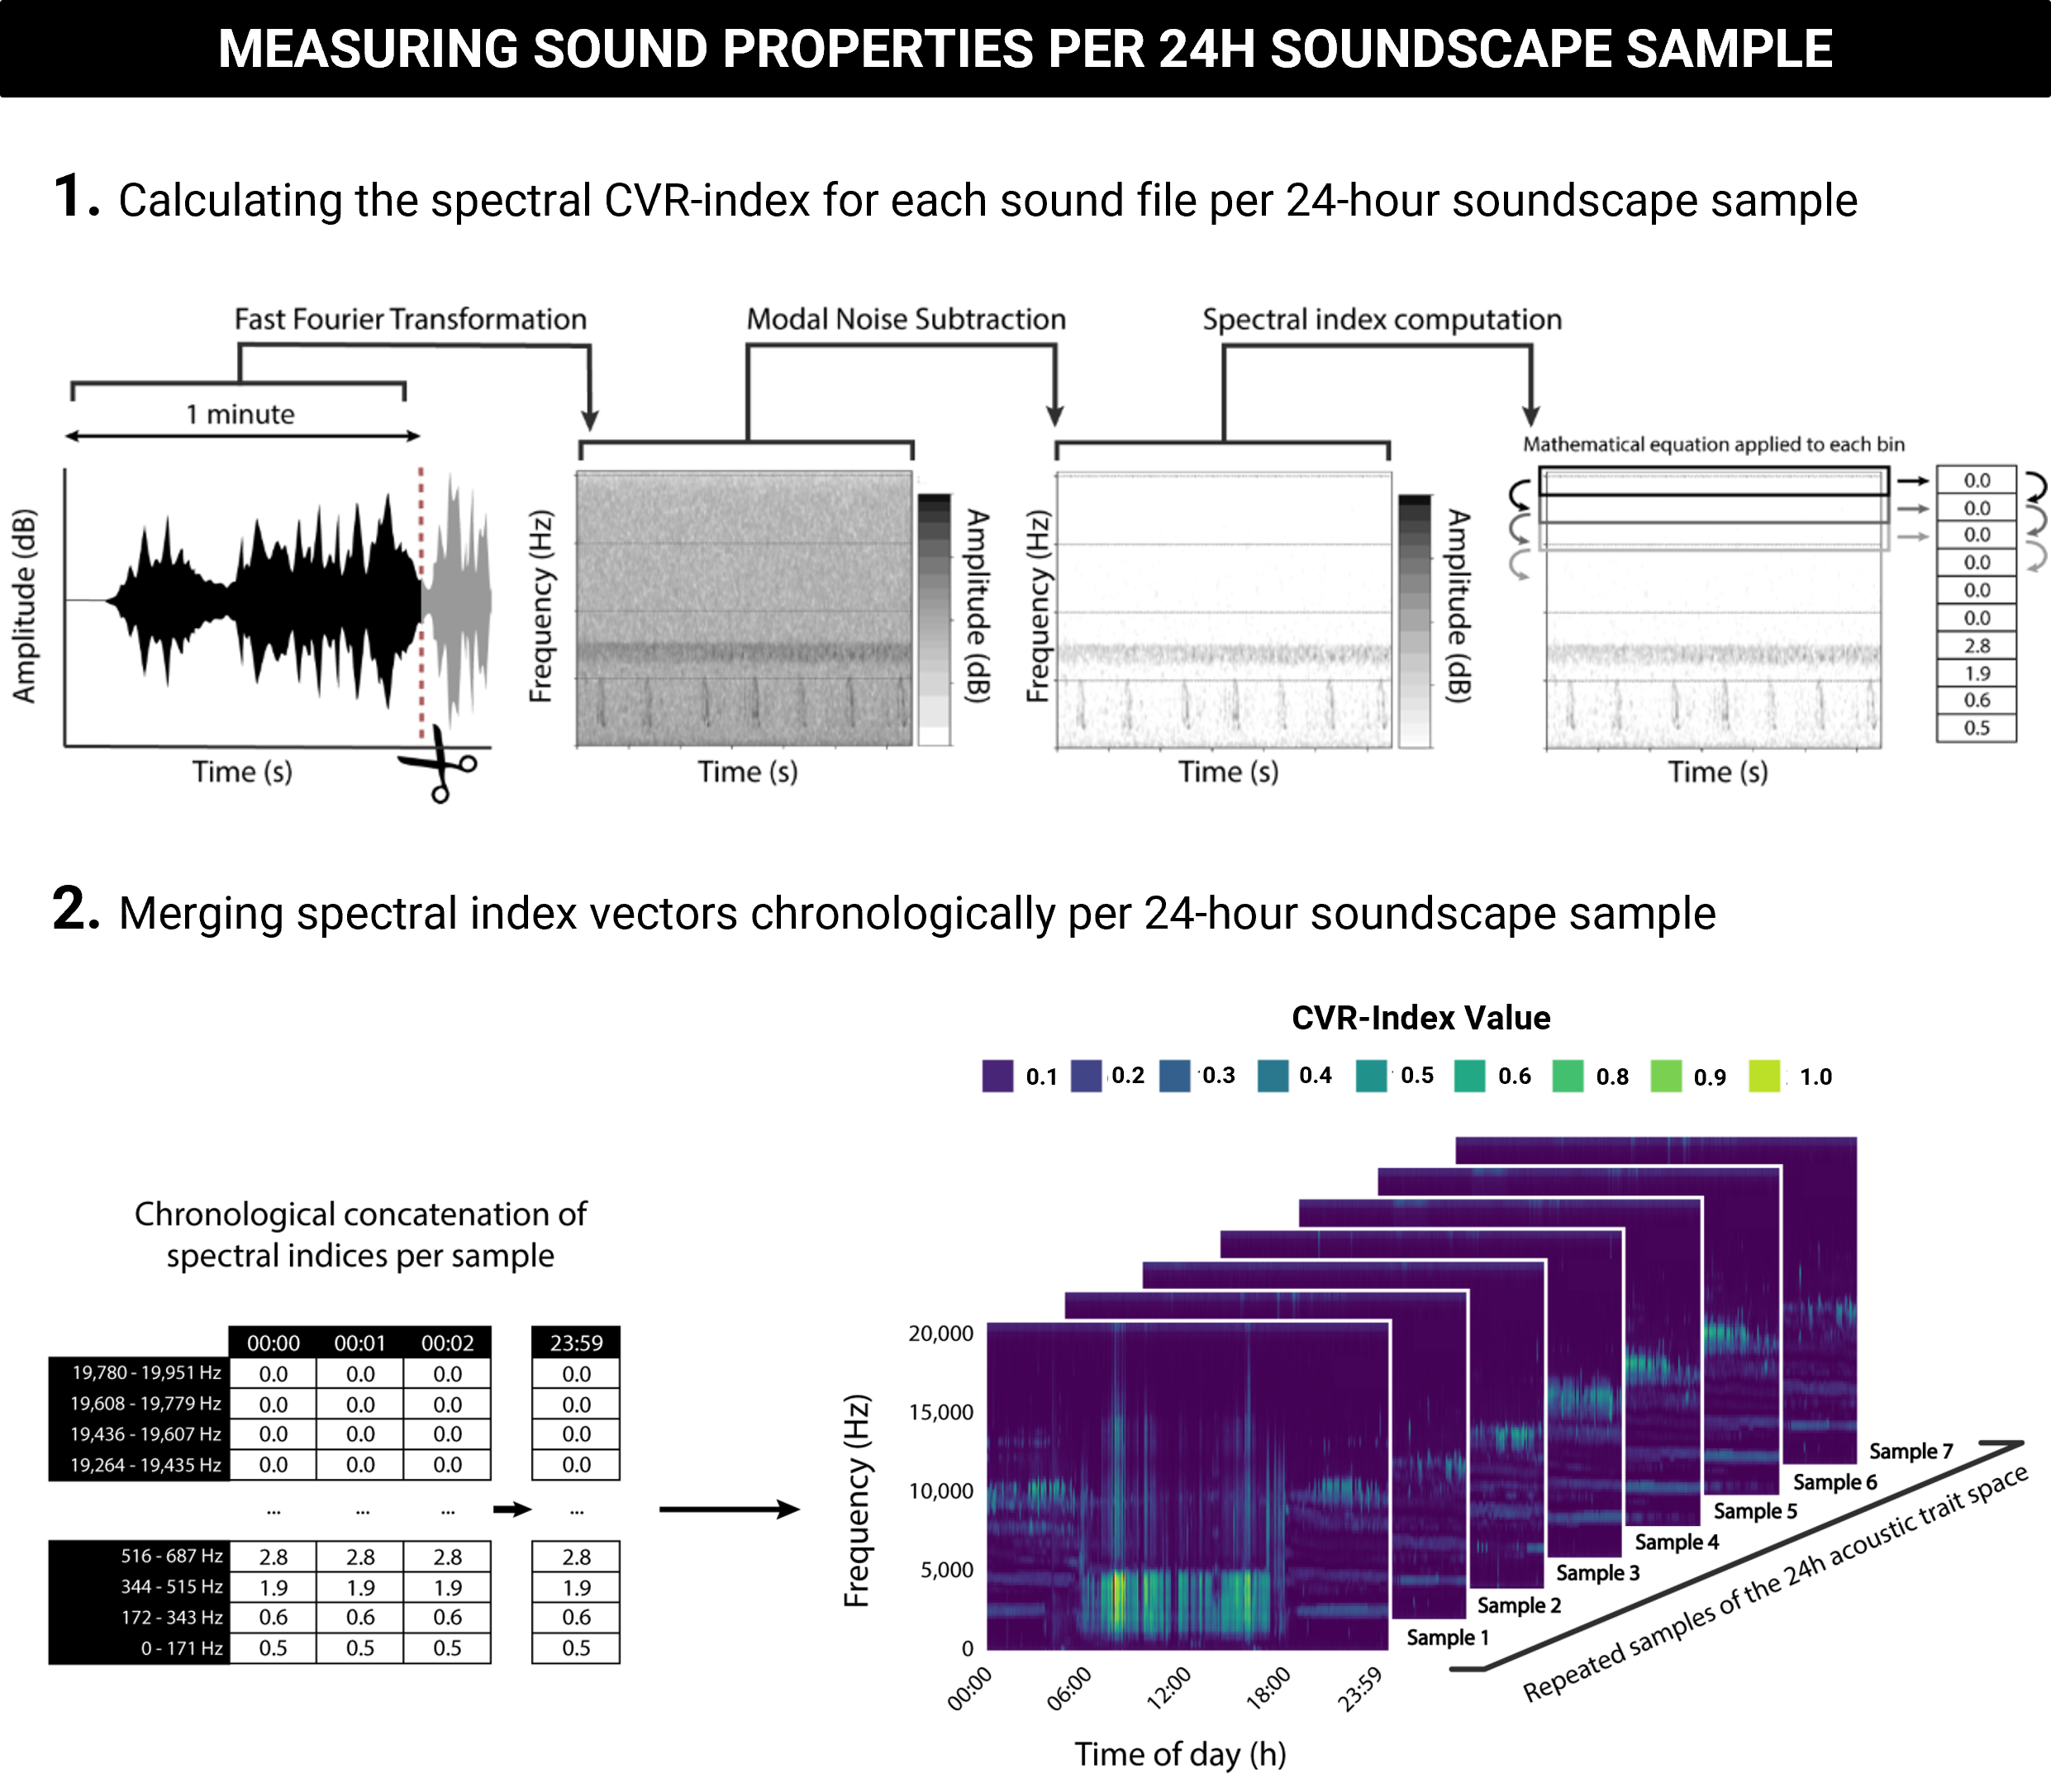 MEASURING SOUND PROPERTIES PER 24H SOUNDSCAPE SAMPLE
1. Calculating the spectral CVR-index for each sound file per 24-hour soundscape sample
Fast Fourier Transformation
Modal Noise Subtraction
Spectral index computation
1 minute
Mathematical equation applied to each bin
Amplitude (dB)
Time (s)
Frequency (Hz)
Amplitude (dB)
Time (s)
Frequency (Hz)
Amplitude (dB)
Time (s)
Time (s)
0.0
0.0
0.0
0.0
0.0
0.0
2.8
1.9
0.6
0.5
2. Merging spectral index vectors chronologically per 24-hour soundscape sample
CVR-Index Value
0.1 0.2 0.3 0.4 0.5 0.6 0.8 0.9 1.0
Chronological concatenation of
spectral indices per sample
00:00 00:01 00:02 23:59
19,780 - 19,951 Hz 0.0 0.0 0.0 0.0
19,608 - 19,779 Hz 0.0 0.0 0.0 0.0
19,436 - 19,607 Hz 0.0 0.0 0.0 0.0
19,264 - 19,435 Hz 0.0 0.0 0.0 0.0
... ... ... ...
516 - 687 Hz 2.8 2.8 2.8 2.8
344 - 515 Hz 1.9 1.9 1.9 1.9
172 - 343 Hz 0.6 0.6 0.6 0.6
0 - 171 Hz 0.5 0.5 0.5 0.5
Frequency (Hz)
20,000
15,000
10,000
5,000
0
00:00 06:00 12:00 18:00 23:59
Time of day (h)
Sample 7
Sample 6
Sample 5
Sample 4
Sample 3
Sample 2
Sample 1
Repeated samples of the 24h acoustic trait space